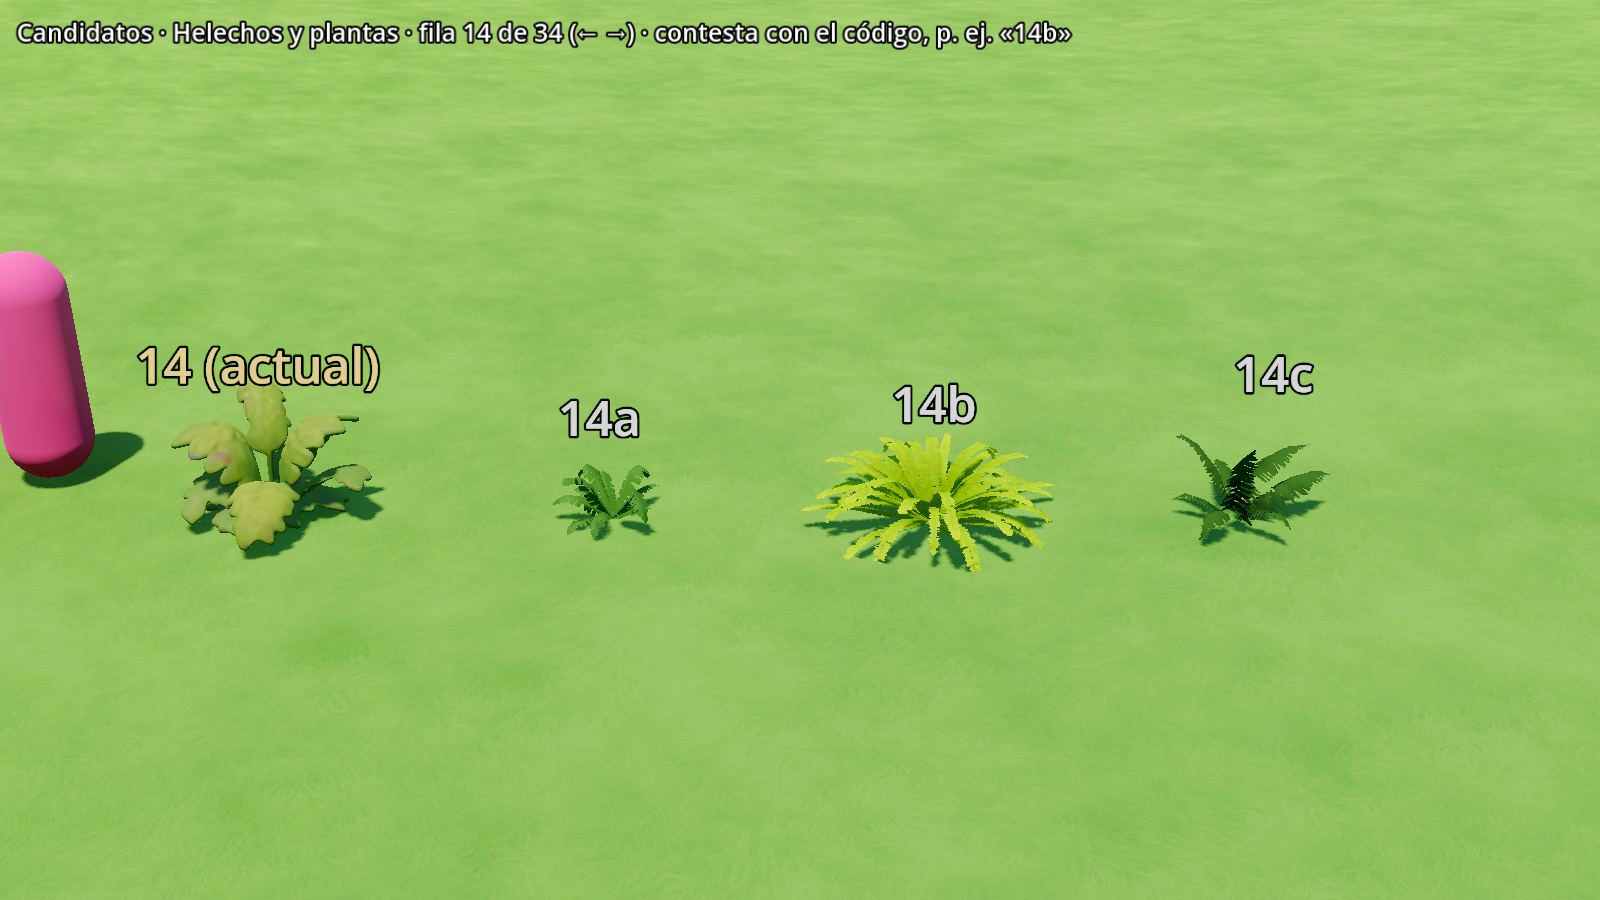 Candidatos · Helechos y plantas · fila 14 de 34 (← →) · contesta con el código, p. ej. «14b»
14 (actual)
14a
14b
14c